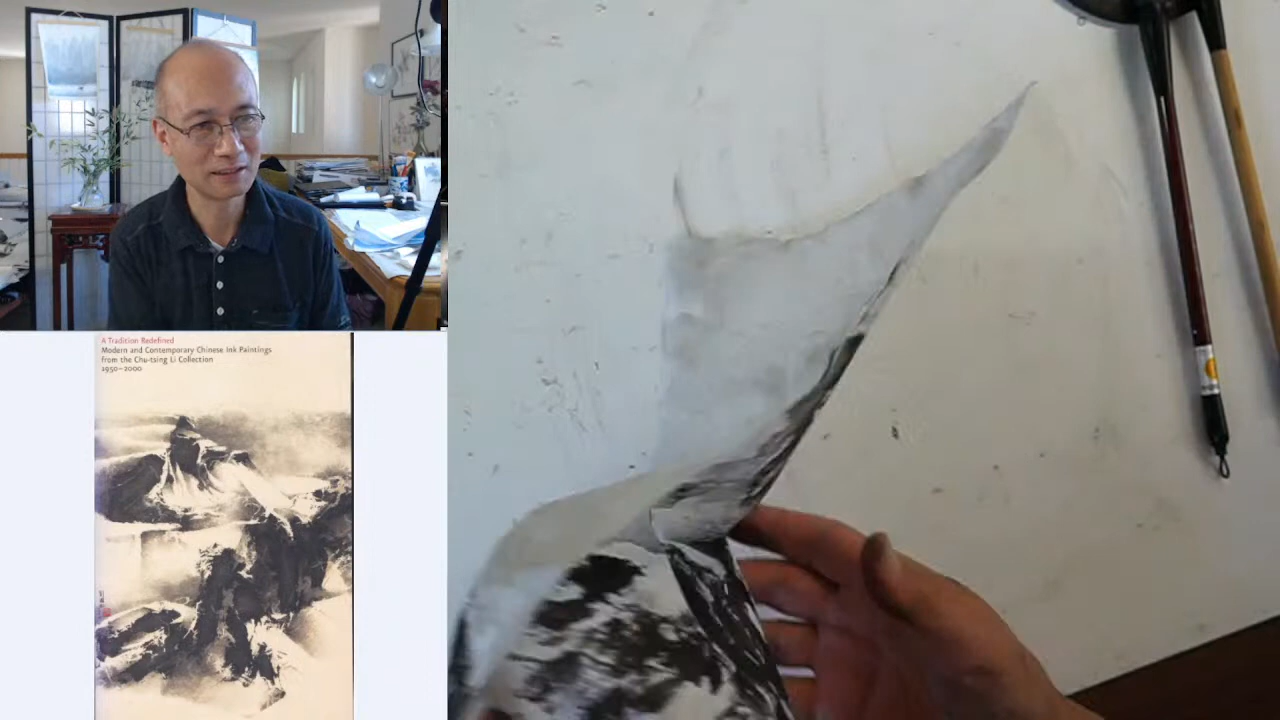 A Tradition Redefined
Modern and Contemporary Chinese Ink Paintings
from the Chu-tsing Li Collection
1950–2000